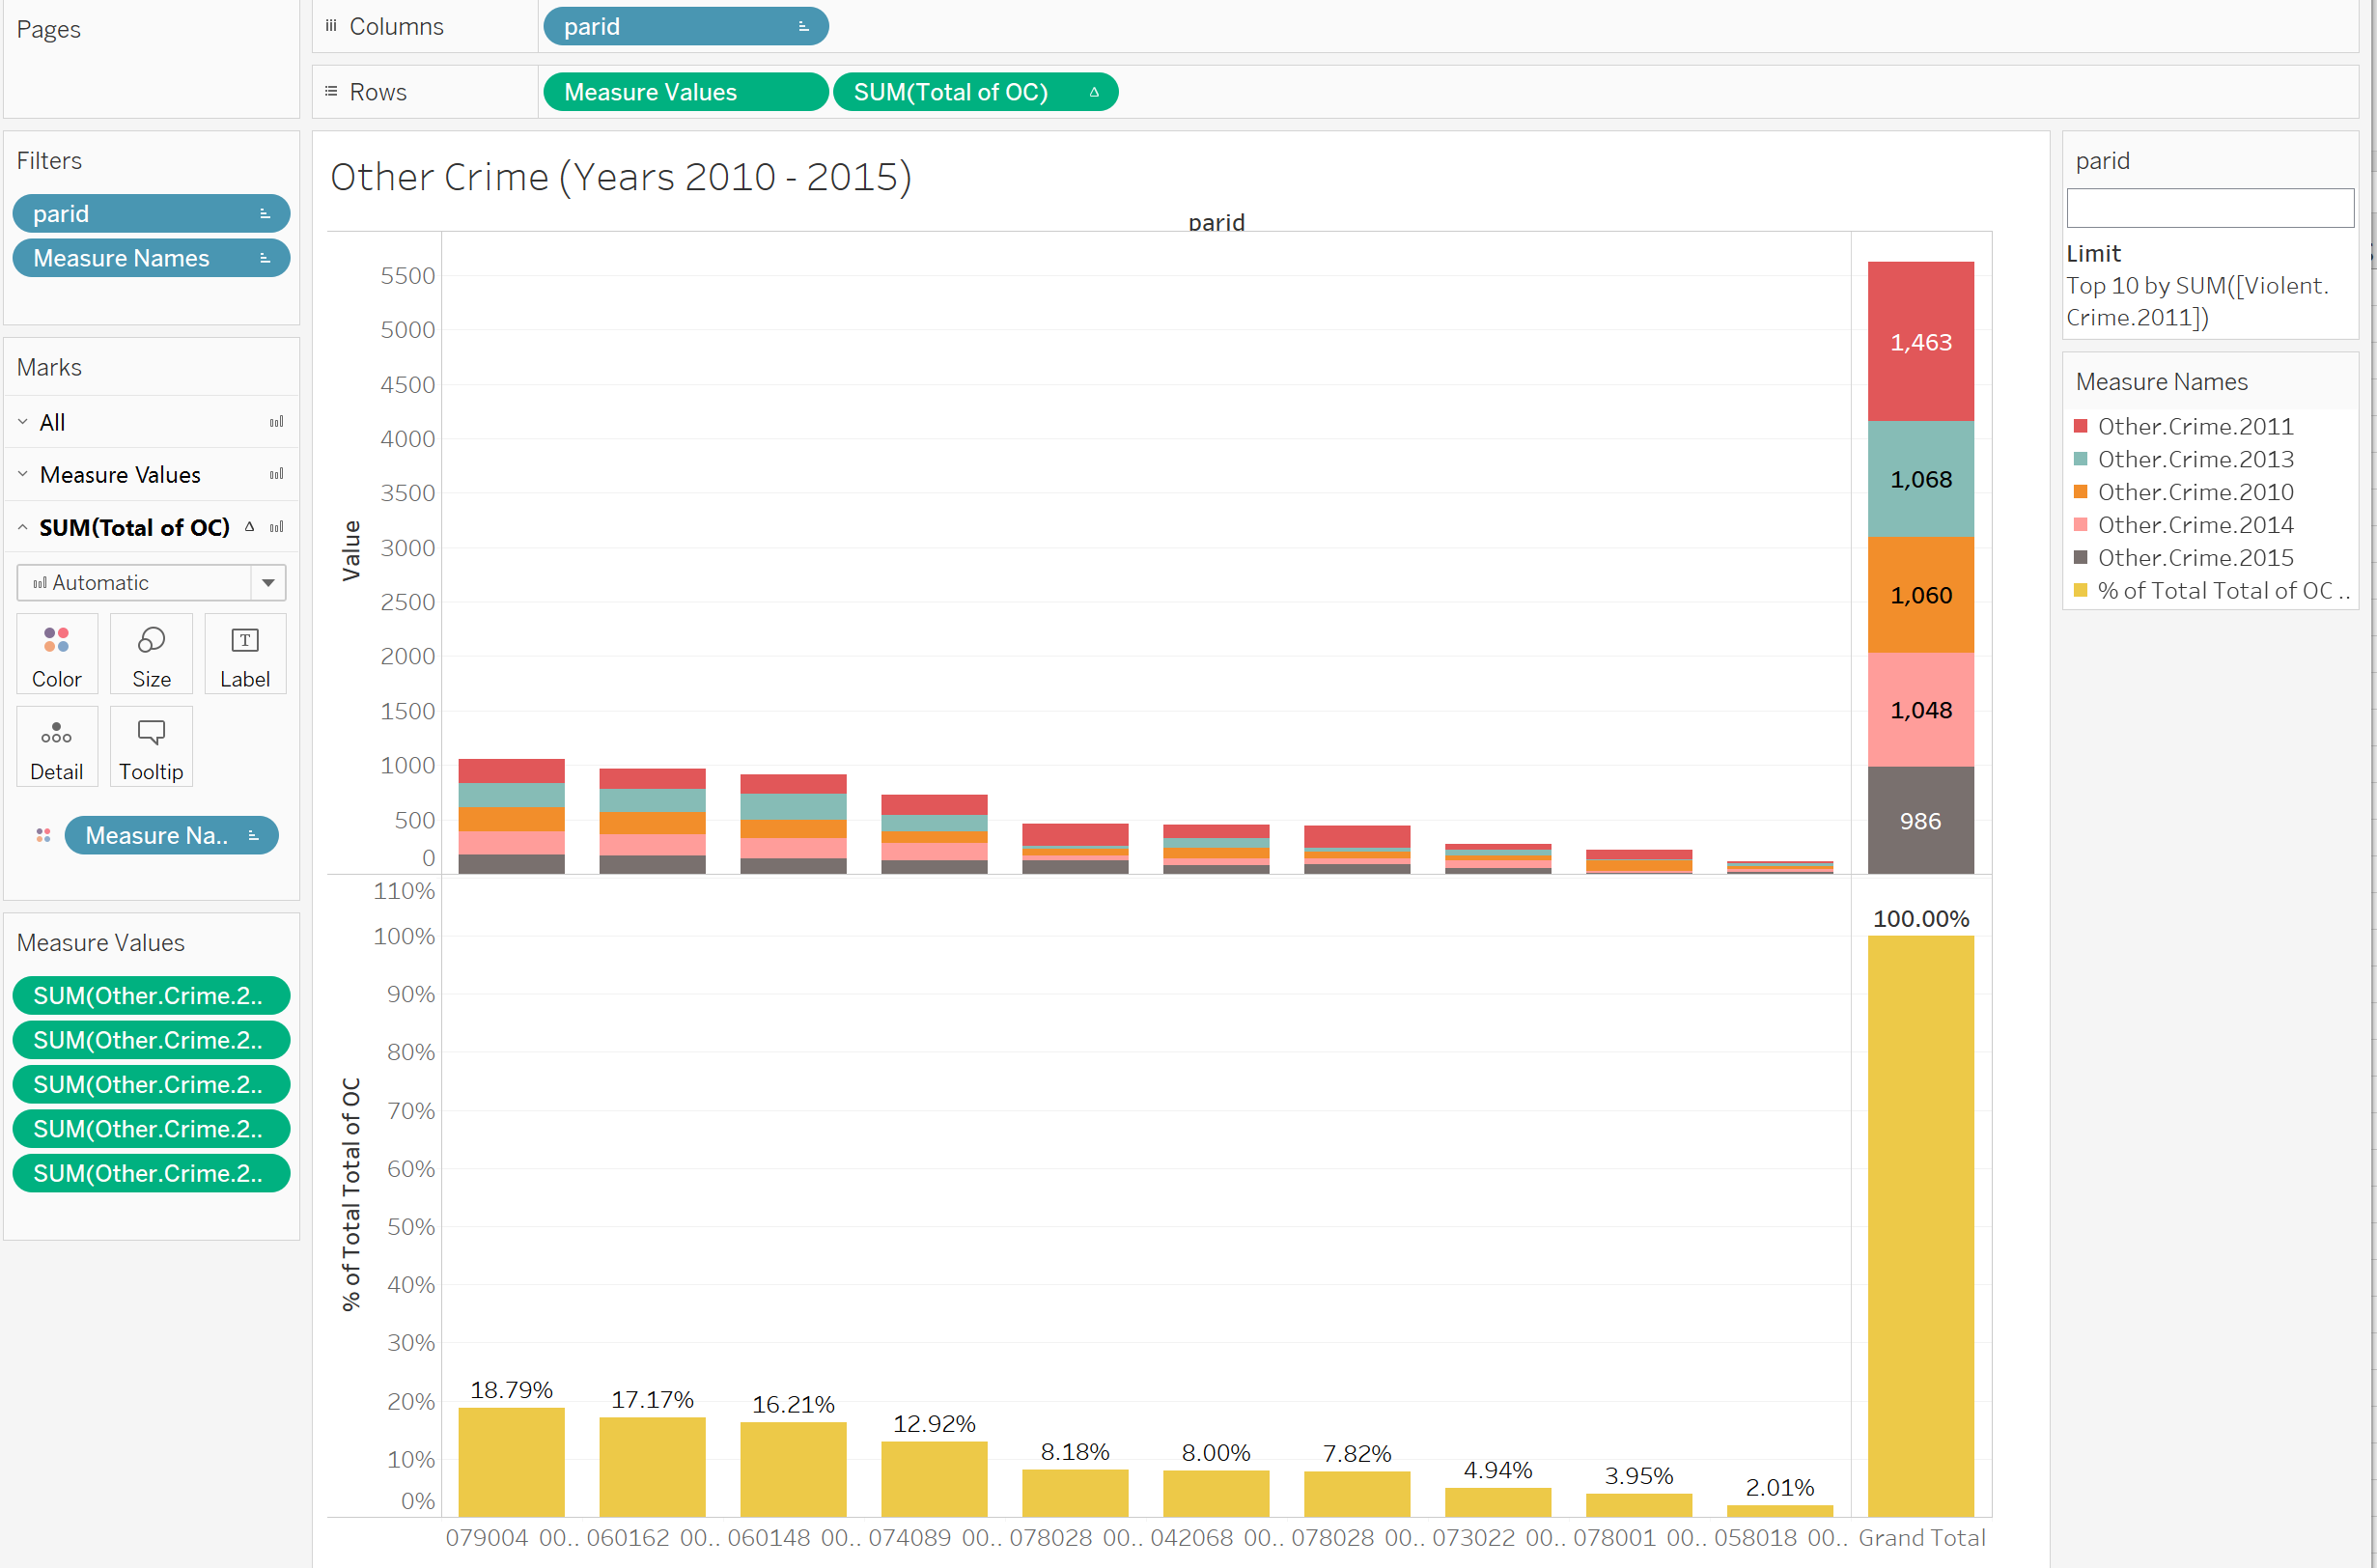 Pages
Columns
parid
Rows
Measure Values
SUM(Total of OC)
Filters
parid
Measure Names
Marks
All
Measure Values
SUM(Total of OC)
Automatic
Color
Size
Label
Detail
Tooltip
Measure Na..
Measure Values
SUM(Other.Crime.2..
SUM(Other.Crime.2..
SUM(Other.Crime.2..
SUM(Other.Crime.2..
SUM(Other.Crime.2..
Other Crime (Years 2010 - 2015)
parid
Value
5500
5000
4500
4000
3500
3000
2500
2000
1500
1000
500
0
1,463
1,068
1,060
1,048
986
% of Total Total of OC
110%
100%
90%
80%
70%
60%
50%
40%
30%
20%
10%
0%
18.79%
17.17%
16.21%
12.92%
8.18%
8.00%
7.82%
4.94%
3.95%
2.01%
100.00%
079004 00.. 060162 00.. 060148 00.. 074089 00.. 078028 00.. 042068 00.. 078028 00.. 073022 00.. 078001 00.. 058018 00.. Grand Total
parid
Limit
Top 10 by SUM([Violent.
Crime.2011])
Measure Names
Other.Crime.2011
Other.Crime.2013
Other.Crime.2010
Other.Crime.2014
Other.Crime.2015
% of Total Total of OC ..